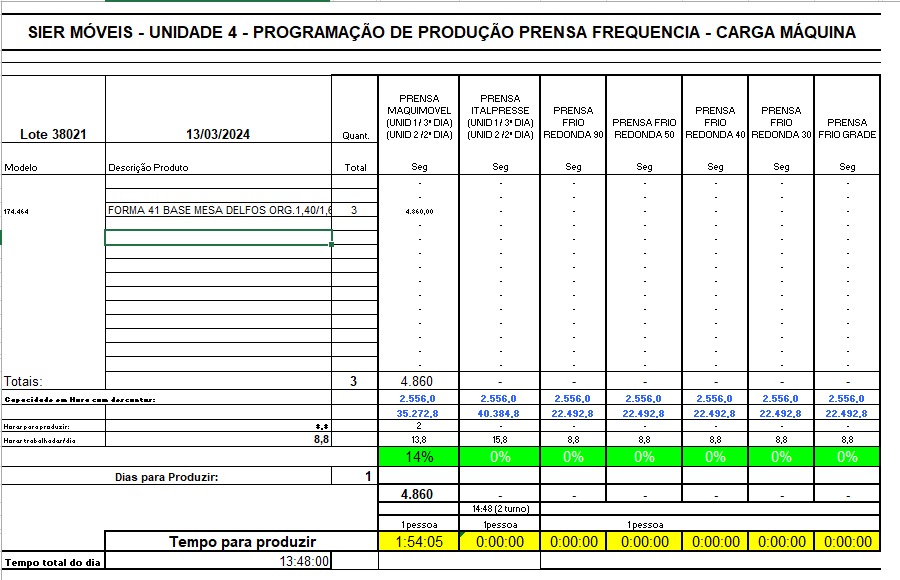 SIER MÓVEIS - UNIDADE 4 - PROGRAMAÇÃO DE PRODUÇÃO PRENSA FREQUENCIA - CARGA MÁQUINA
Lote 38021 13/03/2024 Quant. PRENSA MAQUIMOVEL (UNID 1 / 3º DIA) (UNID 2 /2º DIA) PRENSA ITALPRESSE (UNID 1 / 3º DIA) (UNID 2 /2º DIA) PRENSA FRIO REDONDA 90 PRENSA FRIO REDONDA 50 PRENSA FRIO REDONDA 40 PRENSA FRIO REDONDA 30 PRENSA FRIO GRADE
Modelo Descrição Produto Total Seg Seg Seg Seg Seg Seg Seg
- - - - - - -
- - - - - - -
174.464 FORMA 41 BASE MESA DELFOS ORG.1,40/1,6 3 4.860,00 - - - - - -
- - - - - - -
- - - - - - -
- - - - - - -
- - - - - - -
- - - - - - -
- - - - - - -
- - - - - - -
- - - - - - -
- - - - - - -
- - - - - - -
- - - - - - -
Totais: 3 4.860 - - - - - -
Capacidade em Hora com descontar: 2.556,0 2.556,0 2.556,0 2.556,0 2.556,0 2.556,0 2.556,0
35.272,8 40.384,8 22.492,8 22.492,8 22.492,8 22.492,8 22.492,8
Horas para produzir: 8,8 2 - - - - - -
Horas trabalhadas/dia 8,8 13,8 15,8 8,8 8,8 8,8 8,8 8,8
14% 0% 0% 0% 0% 0% 0%
Dias para Produzir: 1
4.860 - - - - - -
14:48 (2 turno)
1pessoa 1pessoa 1pessoa
Tempo para produzir 1:54:05 0:00:00 0:00:00 0:00:00 0:00:00 0:00:00 0:00:00
Tempo total do dia 13:48:00